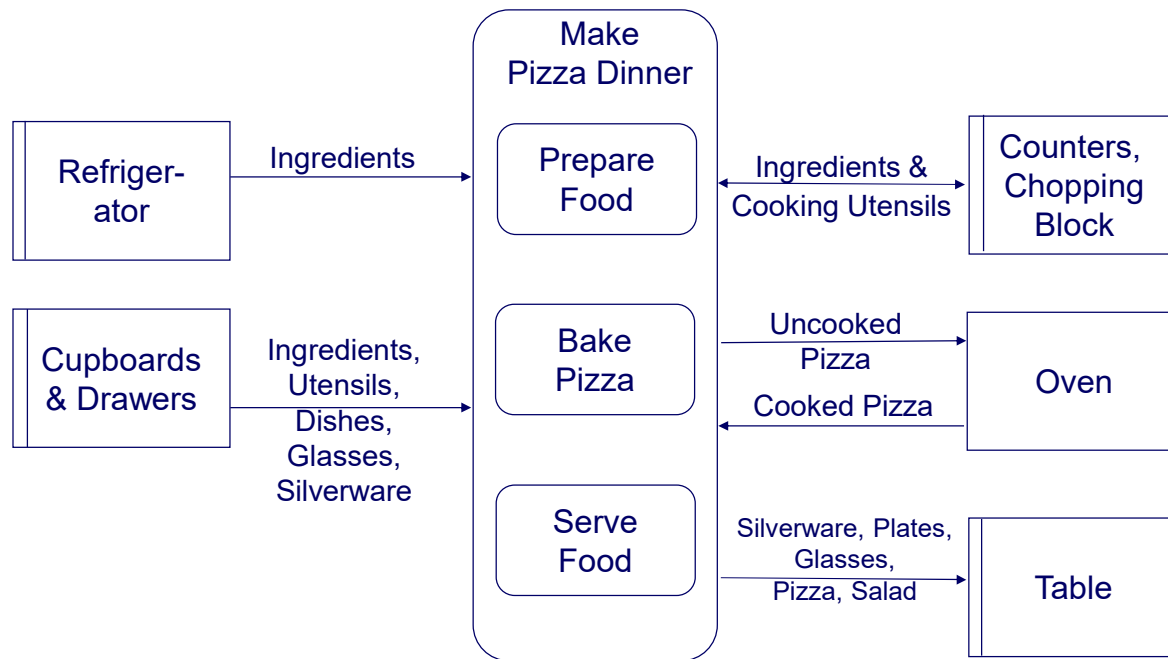 Make
Pizza Dinner
Refriger-
ator
Ingredients
Prepare
Food
Ingredients &
Cooking Utensils
Counters,
Chopping
Block
Cupboards
& Drawers
Ingredients,
Utensils,
Dishes,
Glasses,
Silverware
Bake
Pizza
Uncooked
Pizza
Cooked Pizza
Oven
Serve
Food
Silverware, Plates,
Glasses,
Pizza, Salad
Table